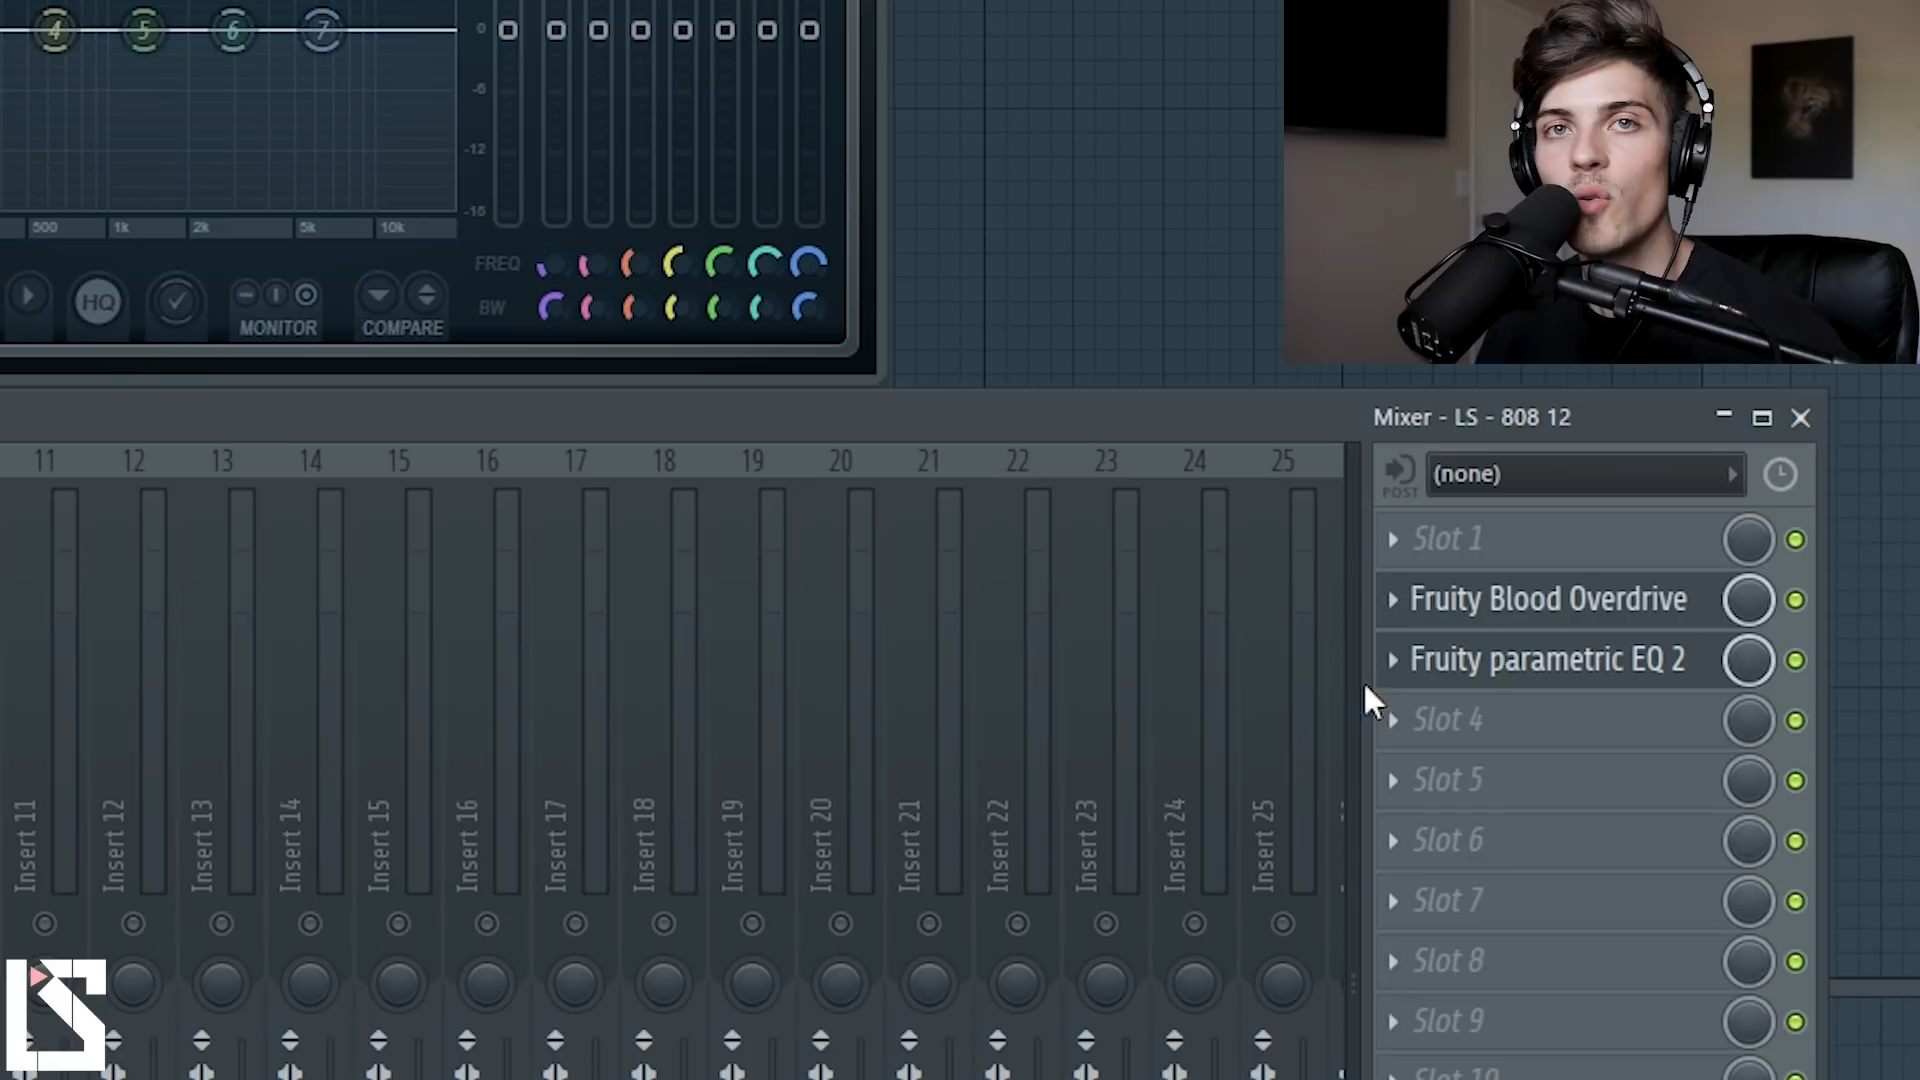 4 5 6 7
0
-6
-12
-15
500 1k 2k 5k 10k
FREQ
BW
HQ
MONITOR
COMPARE
Mixer - LS - 808 12
11 12 13 14 15 16 17 18 19 20 21 22 23 24 25
POST
(none)
Slot 1
Fruity Blood Overdrive
Fruity parametric EQ 2
Slot 4
Slot 5
Slot 6
Slot 7
Slot 8
Slot 9
Slot 10
Insert 11
Insert 12
Insert 13
Insert 14
Insert 15
Insert 16
Insert 17
Insert 18
Insert 19
Insert 20
Insert 21
Insert 22
Insert 23
Insert 24
Insert 25
LS